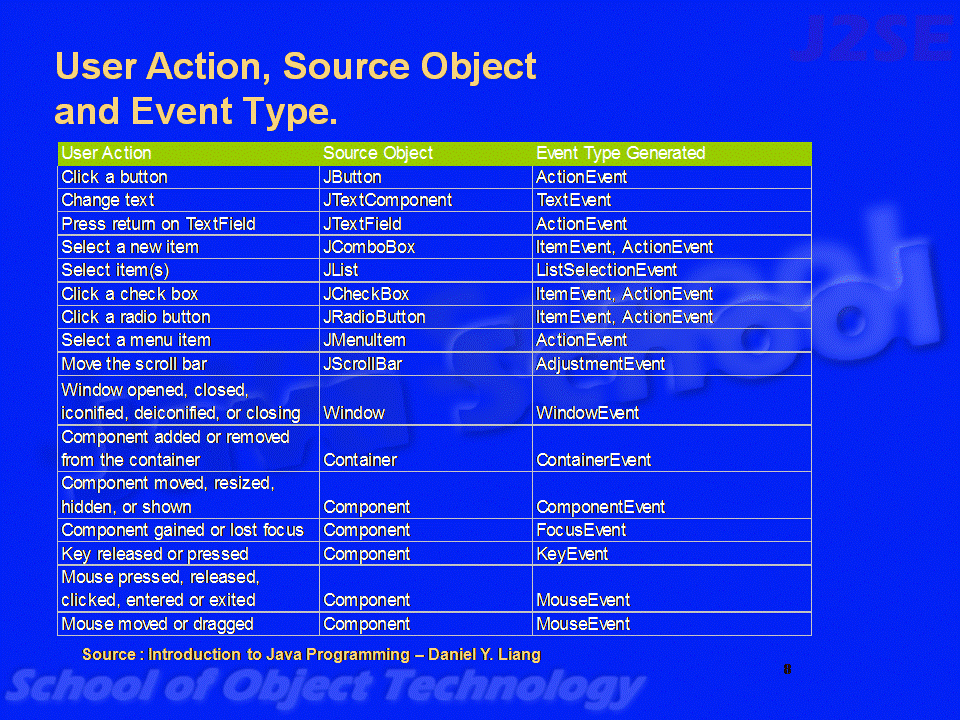 J2SE
User Action, Source Object
and Event Type.
User Action Source Object Event Type Generated
Click a button JButton ActionEvent
Change text JTextComponent TextEvent
Press return on TextField JTextField ActionEvent
Select a new item JComboBox ItemEvent, ActionEvent
Select item(s) JList ListSelectionEvent
Click a check box JCheckBox ItemEvent, ActionEvent
Click a radio button JRadioButton ItemEvent, ActionEvent
Select a menu item JMenuItem ActionEvent
Move the scroll bar JScrollBar AdjustmentEvent
Window opened, closed,
iconified, deiconified, or closing Window WindowEvent
Component added or removed
from the container Container ContainerEvent
Component moved, resized,
hidden, or shown Component ComponentEvent
Component gained or lost focus Component FocusEvent
Key released or pressed Component KeyEvent
Mouse pressed, released,
clicked, entered or exited Component MouseEvent
Mouse moved or dragged Component MouseEvent
Java School
Source : Introduction to Java Programming – Daniel Y. Liang
8
School of Object Technology